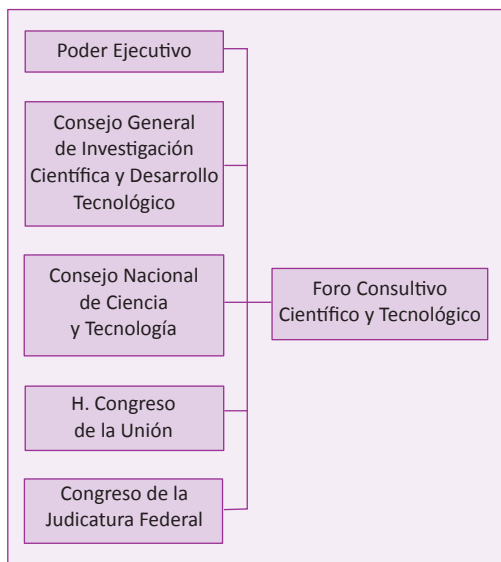 Poder Ejecutivo
Consejo General
de Investigación
Científica y Desarrollo
Tecnológico
Consejo Nacional
de Ciencia
y Tecnología
Foro Consultivo
Científico y Tecnológico
H. Congreso
de la Unión
Congreso de la
Judicatura Federal